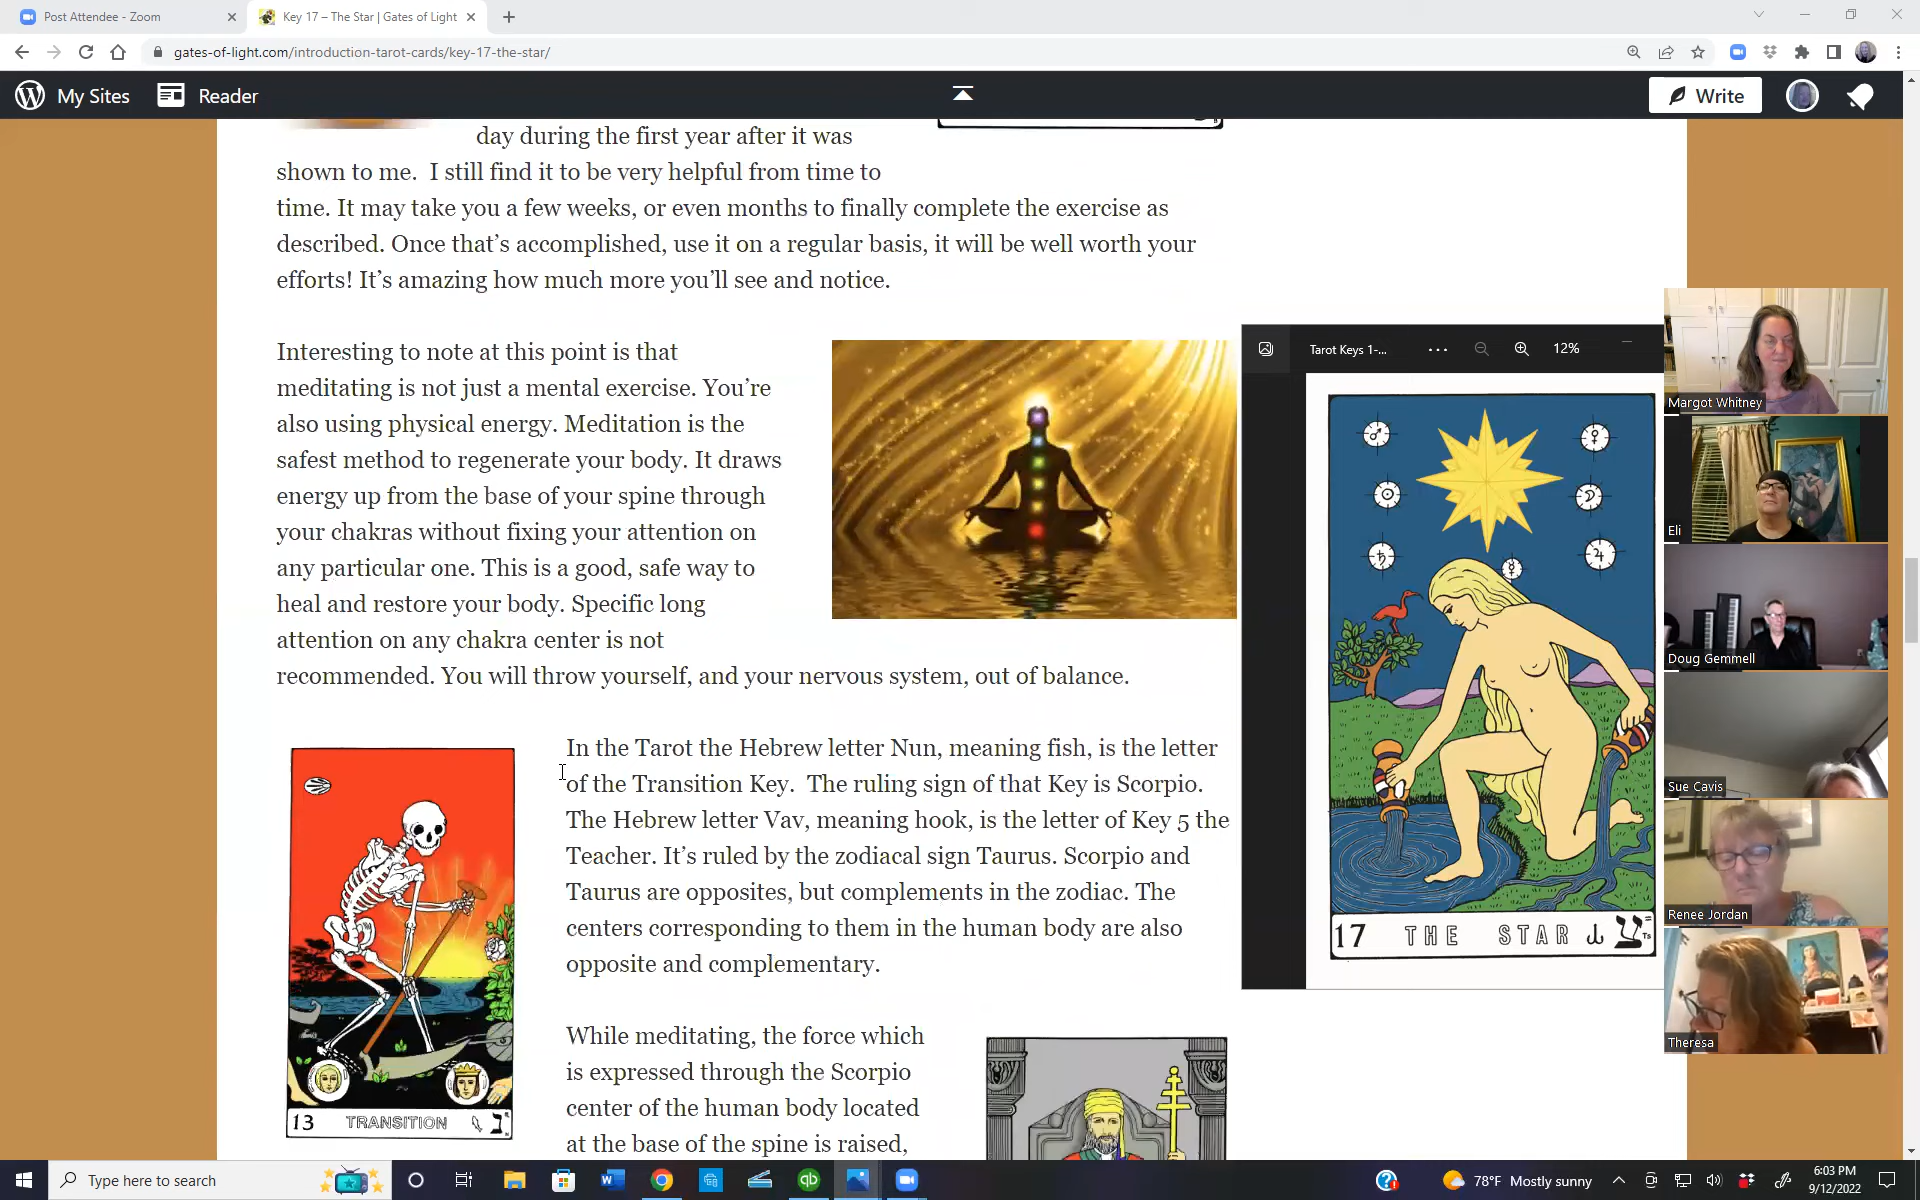 Post Attendee - Zoom
Key 17 – The Star | Gates of Light
gates-of-light.com/introduction-tarot-cards/key-17-the-star/
My Sites
Reader
Write
day during the first year after it was
shown to me.  I still find it to be very helpful from time to
time. It may take you a few weeks, or even months to finally complete the exercise as
described. Once that’s accomplished, use it on a regular basis, it will be well worth your
efforts! It’s amazing how much more you’ll see and notice.
Interesting to note at this point is that
meditating is not just a mental exercise. You’re
also using physical energy. Meditation is the
safest method to regenerate your body. It draws
energy up from the base of your spine through
your chakras without fixing your attention on
any particular one. This is a good, safe way to
heal and restore your body. Specific long
attention on any chakra center is not
recommended. You will throw yourself, and your nervous system, out of balance.
In the Tarot the Hebrew letter Nun, meaning fish, is the letter
of the Transition Key.  The ruling sign of that Key is Scorpio.
The Hebrew letter Vav, meaning hook, is the letter of Key 5 the
Teacher. It’s ruled by the zodiacal sign Taurus. Scorpio and
Taurus are opposites, but complements in the zodiac. The
centers corresponding to them in the human body are also
opposite and complementary.
While meditating, the force which
is expressed through the Scorpio
center of the human body located
at the base of the spine is raised,
13 TRANSITION נ
Tarot Keys 1-...
12%
17 THE STAR צ
Margot Whitney
Eli
Doug Gemmell
Sue Cavis
Renee Jordan
Theresa
Type here to search
78°F Mostly sunny
6:03 PM
9/12/2022